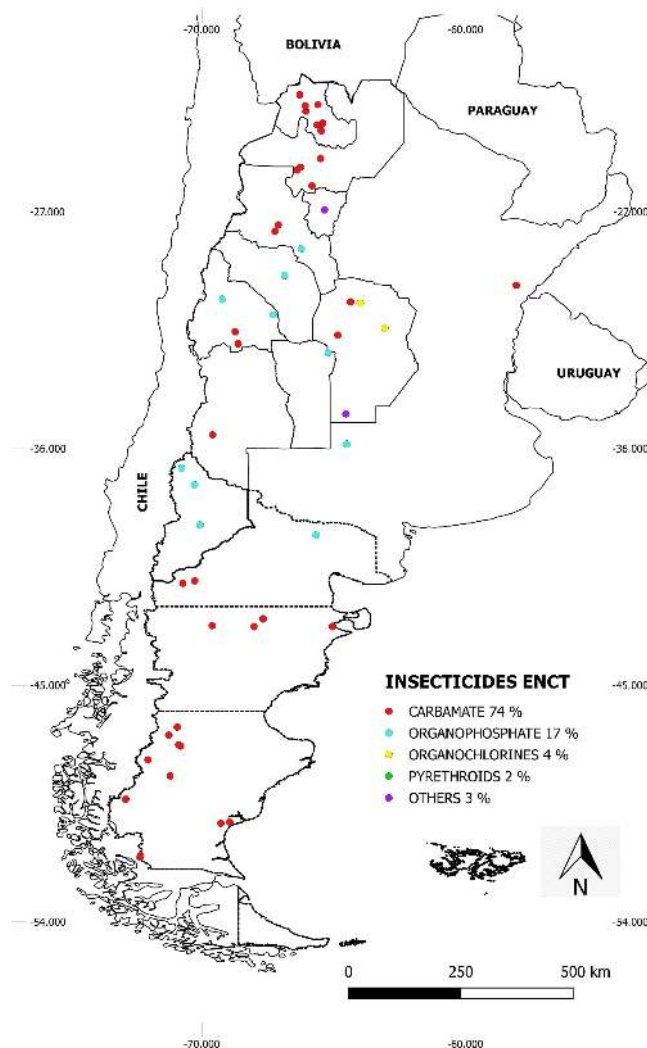 -70.000 -60.000
BOLIVIA
PARAGUAY
-27.000 -27.000
URUGUAY
-36.000 -36.000
CHILE
-45.000 -45.000
INSECTICIDES ENCT
CARBAMATE 74 %
ORGANOPHOSPHATE 17 %
ORGANOCHLORINES 4 %
PYRETHROIDS 2 %
OTHERS 3 %
N
-54.000 -54.000
0 250 500 km
-70.000 -60.000